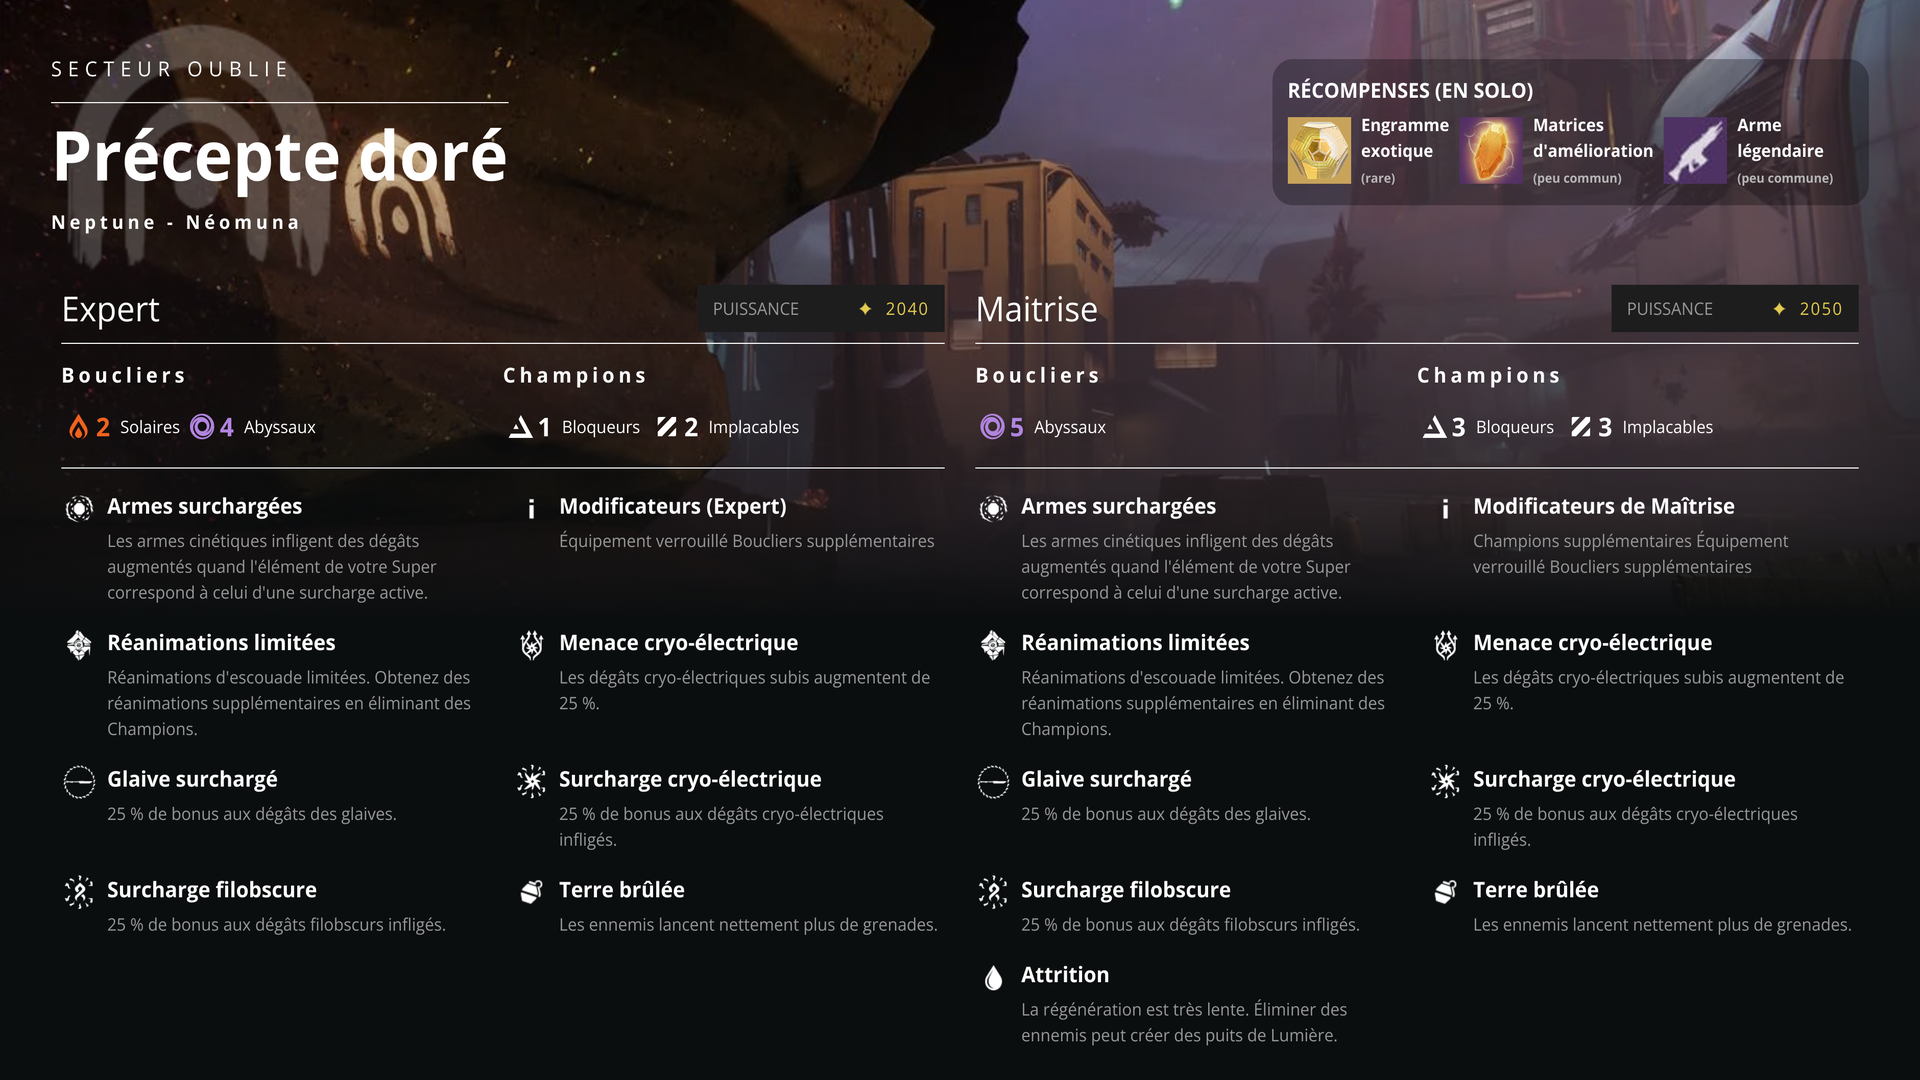 SECTEUR OUBLIE
Précepte doré
Neptune - Néomuna
RÉCOMPENSES (EN SOLO)
Engramme
exotique
(rare)
Matrices
d'amélioration
(peu commun)
Arme
légendaire
(peu commune)
Expert
PUISSANCE 2040
Boucliers
2 Solaires 4 Abyssaux
Champions
1 Bloqueurs 2 Implacables
Armes surchargées
Les armes cinétiques infligent des dégâts
augmentés quand l'élément de votre Super
correspond à celui d'une surcharge active.
Modificateurs (Expert)
Équipement verrouillé Boucliers supplémentaires
Réanimations limitées
Réanimations d'escouade limitées. Obtenez des
réanimations supplémentaires en éliminant des
Champions.
Menace cryo-électrique
Les dégâts cryo-électriques subis augmentent de
25 %.
Glaive surchargé
25 % de bonus aux dégâts des glaives.
Surcharge cryo-électrique
25 % de bonus aux dégâts cryo-électriques
infligés.
Surcharge filobscure
25 % de bonus aux dégâts filobscurs infligés.
Terre brûlée
Les ennemis lancent nettement plus de grenades.
Maitrise
PUISSANCE 2050
Boucliers
5 Abyssaux
Champions
3 Bloqueurs 3 Implacables
Armes surchargées
Les armes cinétiques infligent des dégâts
augmentés quand l'élément de votre Super
correspond à celui d'une surcharge active.
Modificateurs de Maîtrise
Champions supplémentaires Équipement
verrouillé Boucliers supplémentaires
Réanimations limitées
Réanimations d'escouade limitées. Obtenez des
réanimations supplémentaires en éliminant des
Champions.
Menace cryo-électrique
Les dégâts cryo-électriques subis augmentent de
25 %.
Glaive surchargé
25 % de bonus aux dégâts des glaives.
Surcharge cryo-électrique
25 % de bonus aux dégâts cryo-électriques
infligés.
Surcharge filobscure
25 % de bonus aux dégâts filobscurs infligés.
Terre brûlée
Les ennemis lancent nettement plus de grenades.
Attrition
La régénération est très lente. Éliminer des
ennemis peut créer des puits de Lumière.